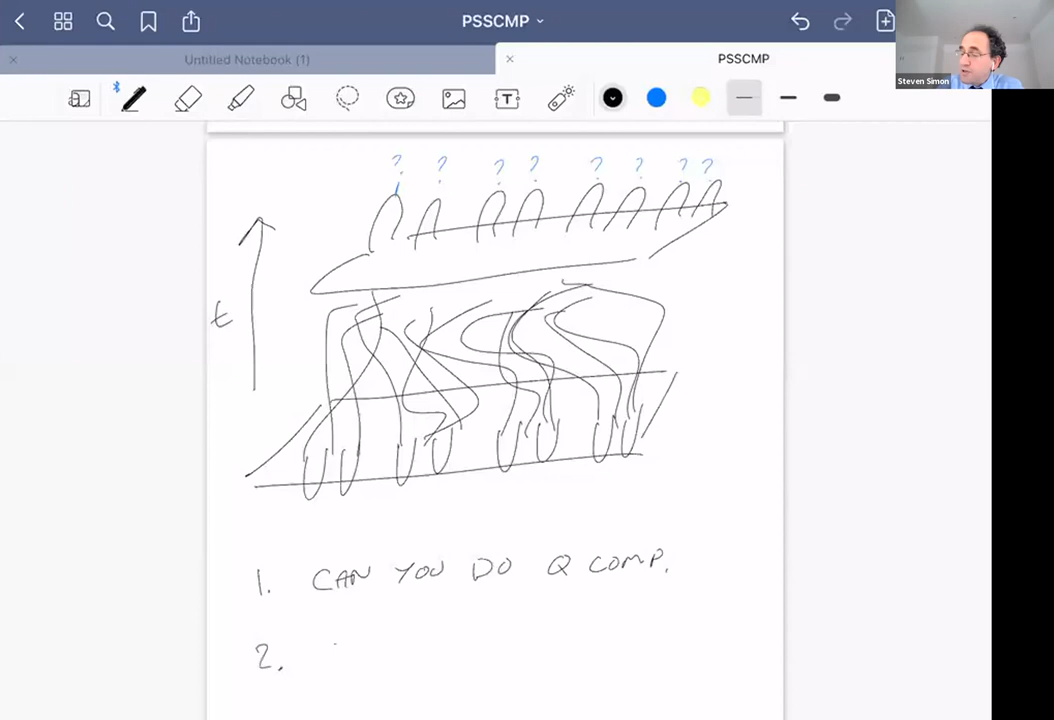 PSSCMP
Untitled Notebook (1)
PSSCMP
Steven Simon
T
? ? ? ? ? ? ? ?
t
1. CAN YOU DO Q COMP.
2.